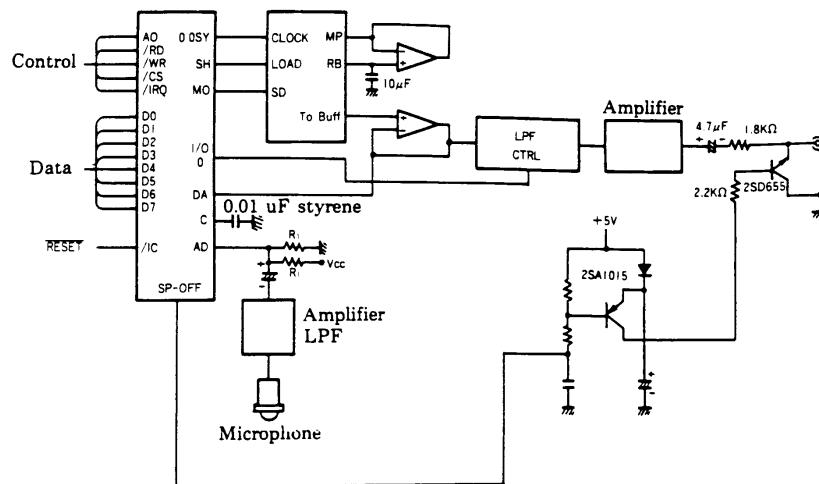 Control
A0
/RD
/WR
/CS
/IRQ
Data
D0
D1
D2
D3
D4
D5
D6
D7
RESET
/IC
0.0SY
SH
MO
I/O
0
DA
C
AD
SP-OFF
CLOCK
LOAD
SD
MP
RB
To Buff
10µF
0.01 uF styrene
R1
R1
Vcc
Amplifier
LPF
Microphone
LPF
CTRL
Amplifier
4.7µF
1.8KΩ
2.2KΩ
2SD655
+5V
2SA1015
+
-
+
-
+
-
+
-
+
-